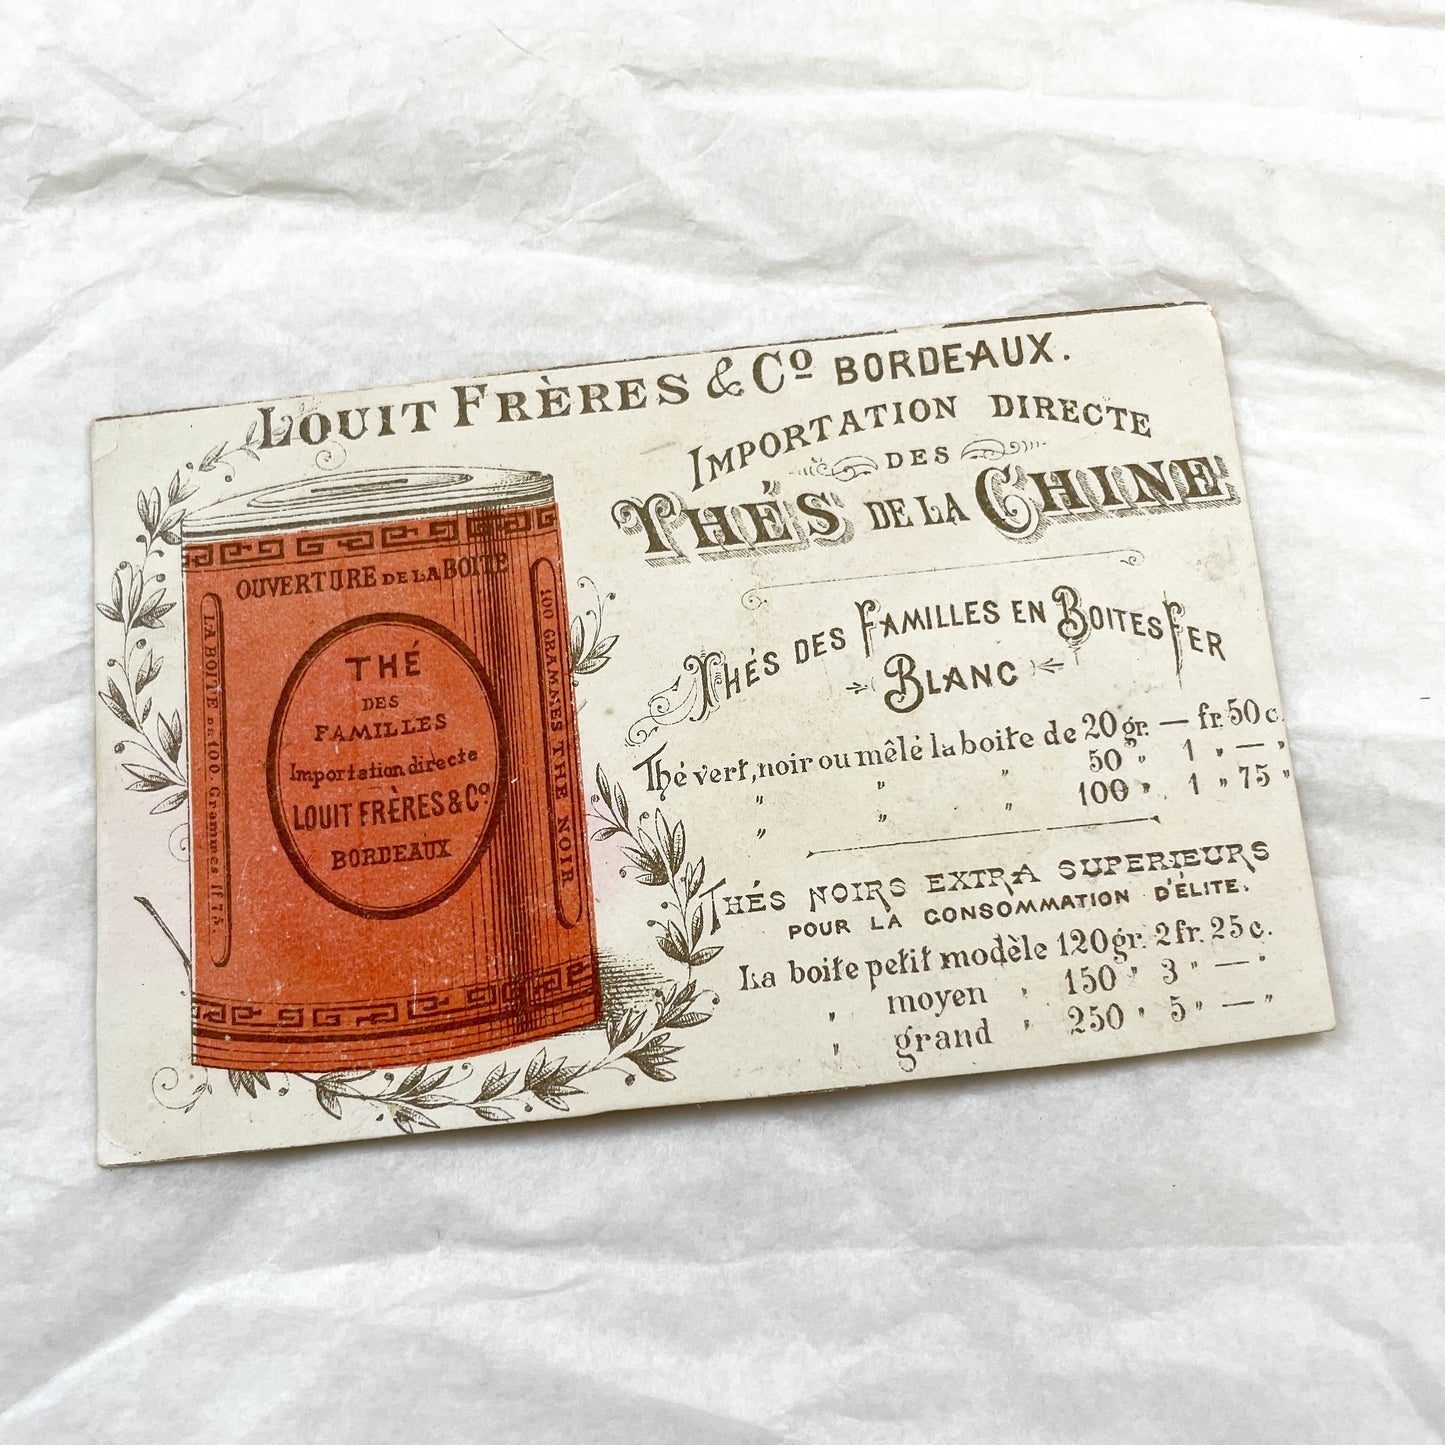 LOUIT FRÈRES & Cº BORDEAUX.
IMPORTATION DIRECTE
DES
THÉS DE LA CHINE
THÉS DES FAMILLES EN BOITES FER
BLANC
Thé vert, noir ou mêlé la boite de 20 gr. — fr. 50 c.
" " " 50 " 1 " — "
" " " 100 " 1 " 75 "
THÉS NOIRS EXTRA SUPERIEURS
POUR LA CONSOMMATION D'ÉLITE.
La boite petit modèle 120 gr. 2 fr. 25 c.
" moyen " 150 " 3 " — "
" grand " 250 " 5 " — "
OUVERTURE DE LA BOITE
LA BOITE DE 100. Grammes 1f 75
THÉ
DES
FAMILLES
Importation directe
LOUIT FRÈRES & Cº
BORDEAUX
100 GRAMMES THE NOIR